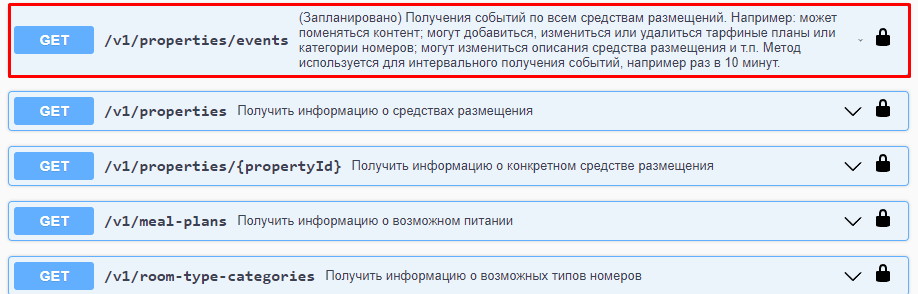 GET /v1/properties/events (Запланировано) Получения событий по всем средствам размещений. Например: может
поменяться контент; могут добавиться, измениться или удалиться тарфиные планы или
категории номеров; могут измениться описания средства размещения и т.п. Метод
используется для интервального получения событий, например раз в 10 минут.
GET /v1/properties Получить информацию о средствах размещения
GET /v1/properties/{propertyId} Получить информацию о конкретном средстве размещения
GET /v1/meal-plans Получить информацию о возможном питании
GET /v1/room-type-categories Получить информацию о возможных типов номеров